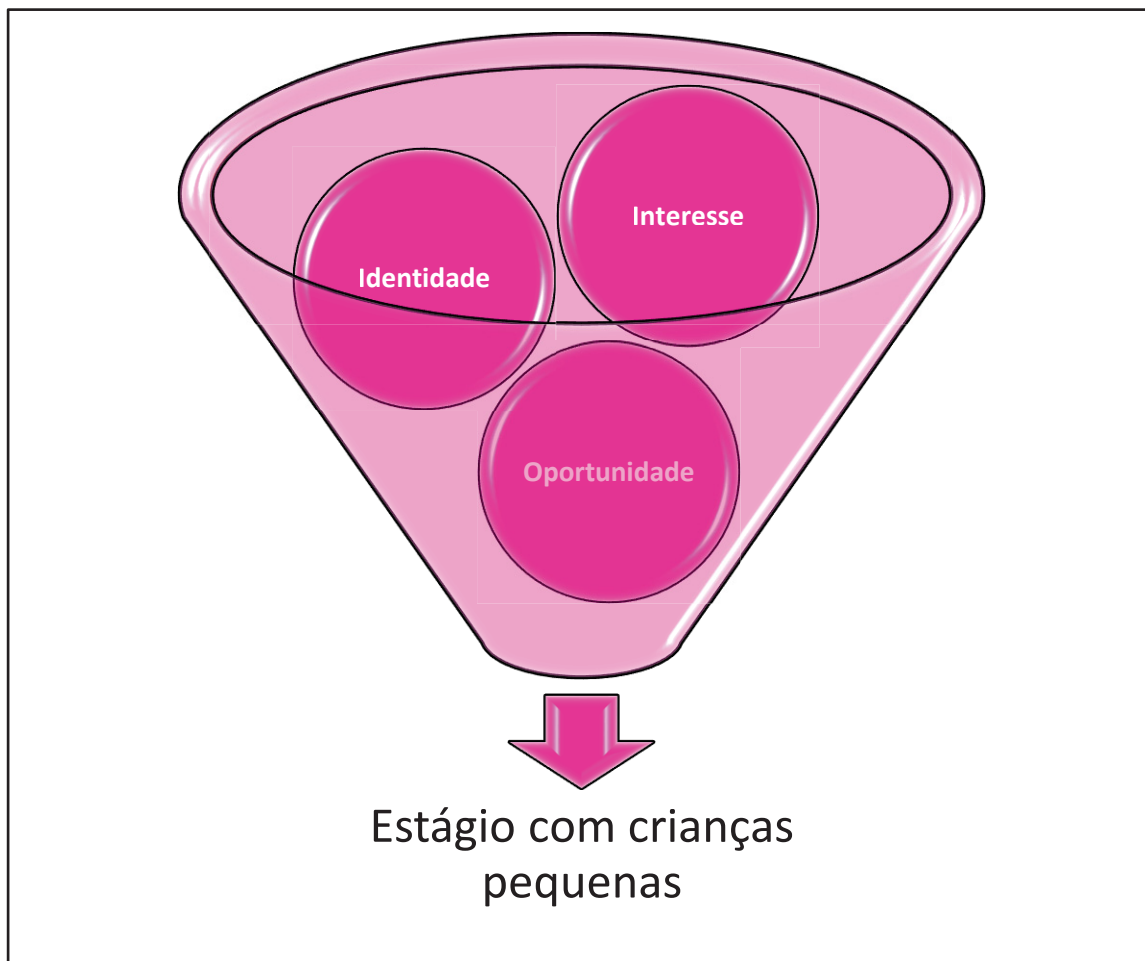 Interesse
Identidade
Oportunidade
Estágio com crianças
pequenas